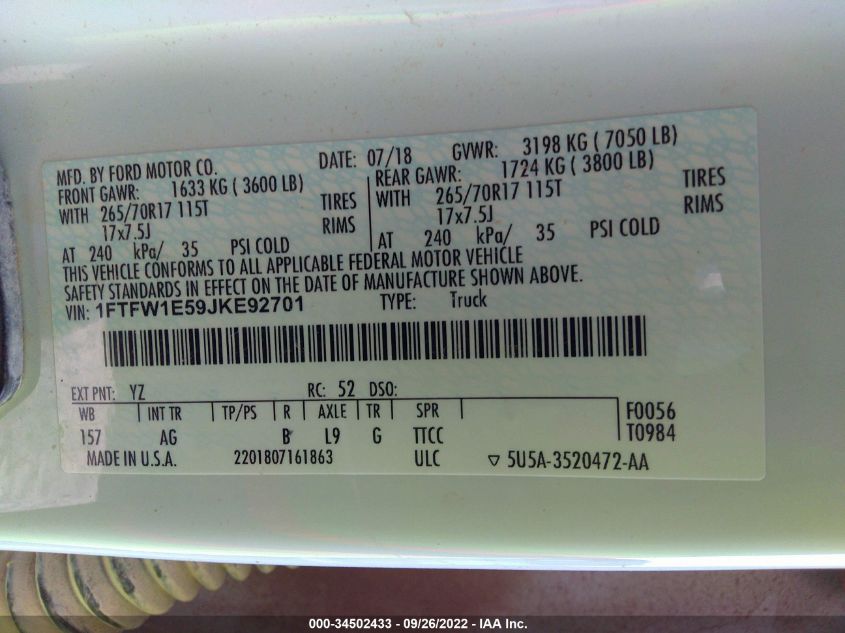 MFD. BY FORD MOTOR CO. DATE: 07/18 GVWR: 3198 KG ( 7050 LB)
FRONT GAWR: 1633 KG ( 3600 LB) REAR GAWR: 1724 KG ( 3800 LB)
WITH 265/70R17 115T TIRES WITH 265/70R17 115T TIRES
17x7.5J RIMS 17x7.5J RIMS
AT 240 kPa/ 35 PSI COLD AT 240 kPa/ 35 PSI COLD
THIS VEHICLE CONFORMS TO ALL APPLICABLE FEDERAL MOTOR VEHICLE
SAFETY STANDARDS IN EFFECT ON THE DATE OF MANUFACTURE SHOWN ABOVE.
VIN: 1FTFW1E59JKE92701 TYPE: Truck
EXT PNT: YZ RC: 52 DSO:
WB INT TR TP/PS R AXLE TR SPR F0056
157 AG B L9 G TTCC T0984
MADE IN U.S.A. 2201807161863 ULC ▽ 5U5A-3520472-AA
000-34502433 - 09/26/2022 - IAA Inc.